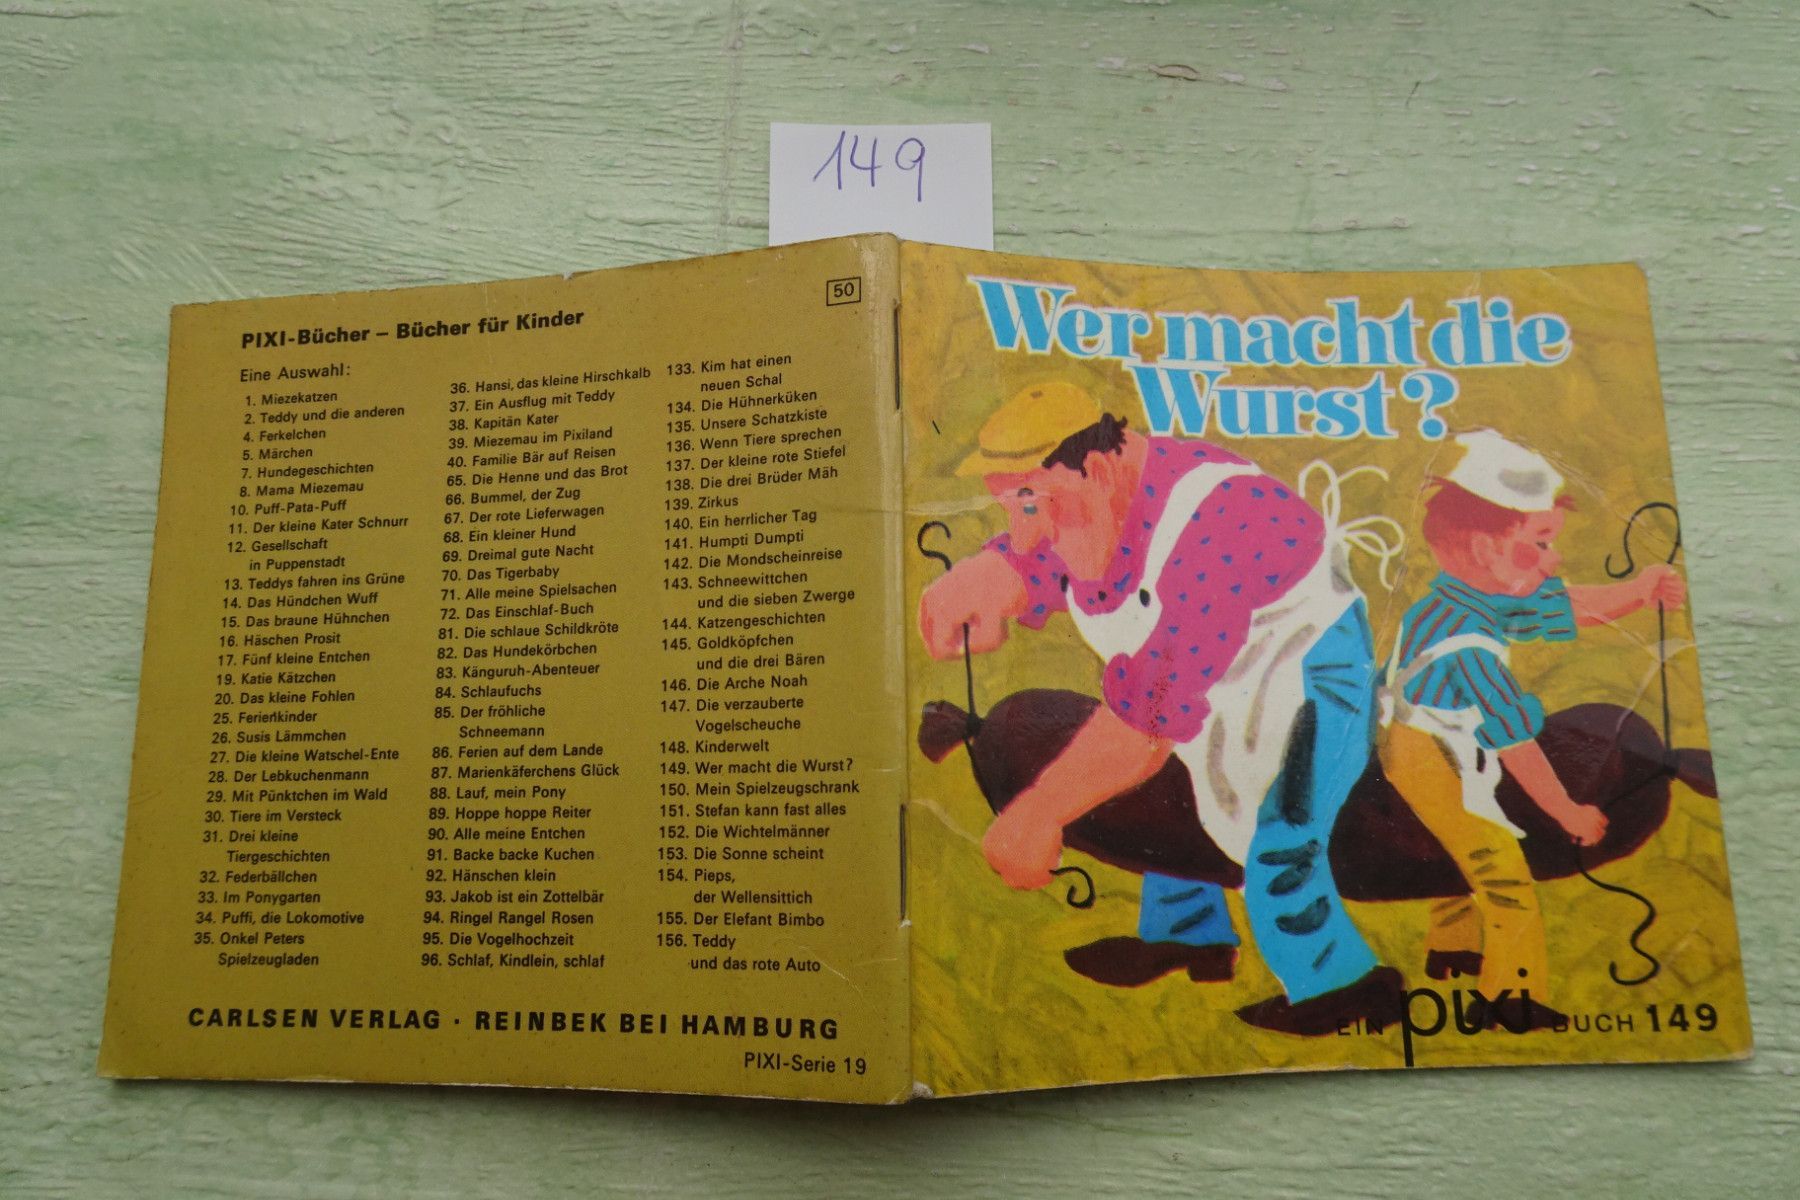 149
50
PIXI-Bücher – Bücher für Kinder
Eine Auswahl:
1. Miezekatzen
2. Teddy und die anderen
4. Ferkelchen
5. Märchen
7. Hundegeschichten
8. Mama Miezemau
10. Puff-Pata-Puff
11. Der kleine Kater Schnurr
12. Gesellschaft
in Puppenstadt
13. Teddys fahren ins Grüne
14. Das Hündchen Wuff
15. Das braune Hühnchen
16. Häschen Prosit
17. Fünf kleine Entchen
19. Katie Kätzchen
20. Das kleine Fohlen
25. Ferienkinder
26. Susis Lämmchen
27. Die kleine Watschel-Ente
28. Der Lebkuchenmann
29. Mit Pünktchen im Wald
30. Tiere im Versteck
31. Drei kleine
Tiergeschichten
32. Federbällchen
33. Im Ponygarten
34. Puffi, die Lokomotive
35. Onkel Peters
Spielzeugladen
36. Hansi, das kleine Hirschkalb
37. Ein Ausflug mit Teddy
38. Kapitän Kater
39. Miezemau im Pixiland
40. Familie Bär auf Reisen
65. Die Henne und das Brot
66. Bummel, der Zug
67. Der rote Lieferwagen
68. Ein kleiner Hund
69. Dreimal gute Nacht
70. Das Tigerbaby
71. Alle meine Spielsachen
72. Das Einschlaf-Buch
81. Die schlaue Schildkröte
82. Das Hundekörbchen
83. Känguruh-Abenteuer
84. Schlaufuchs
85. Der fröhliche
Schneemann
86. Ferien auf dem Lande
87. Marienkäferchens Glück
88. Lauf, mein Pony
89. Hoppe hoppe Reiter
90. Alle meine Entchen
91. Backe backe Kuchen
92. Hänschen klein
93. Jakob ist ein Zottelbär
94. Ringel Rangel Rosen
95. Die Vogelhochzeit
96. Schlaf, Kindlein, schlaf
133. Kim hat einen
neuen Schal
134. Die Hühnerküken
135. Unsere Schatzkiste
136. Wenn Tiere sprechen
137. Der kleine rote Stiefel
138. Die drei Brüder Mäh
139. Zirkus
140. Ein herrlicher Tag
141. Humpti Dumpti
142. Die Mondscheinreise
143. Schneewittchen
und die sieben Zwerge
144. Katzengeschichten
145. Goldköpfchen
und die drei Bären
146. Die Arche Noah
147. Die verzauberte
Vogelscheuche
148. Kinderwelt
149. Wer macht die Wurst?
150. Mein Spielzeugschrank
151. Stefan kann fast alles
152. Die Wichtelmänner
153. Die Sonne scheint
154. Pieps,
der Wellensittich
155. Der Elefant Bimbo
156. Teddy
und das rote Auto
CARLSEN VERLAG · REINBEK BEI HAMBURG
PIXI-Serie 19
Wer macht die
Wurst?
EIN pixi BUCH 149